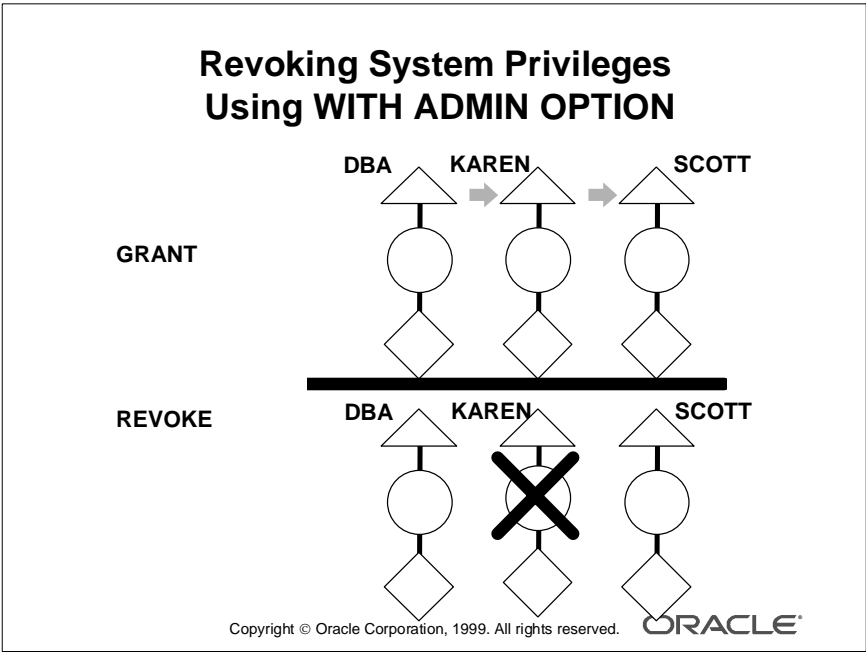 Revoking System Privileges
Using WITH ADMIN OPTION
DBA KAREN SCOTT
GRANT
DBA KAREN SCOTT
REVOKE
Copyright © Oracle Corporation, 1999. All rights reserved. ORACLE®